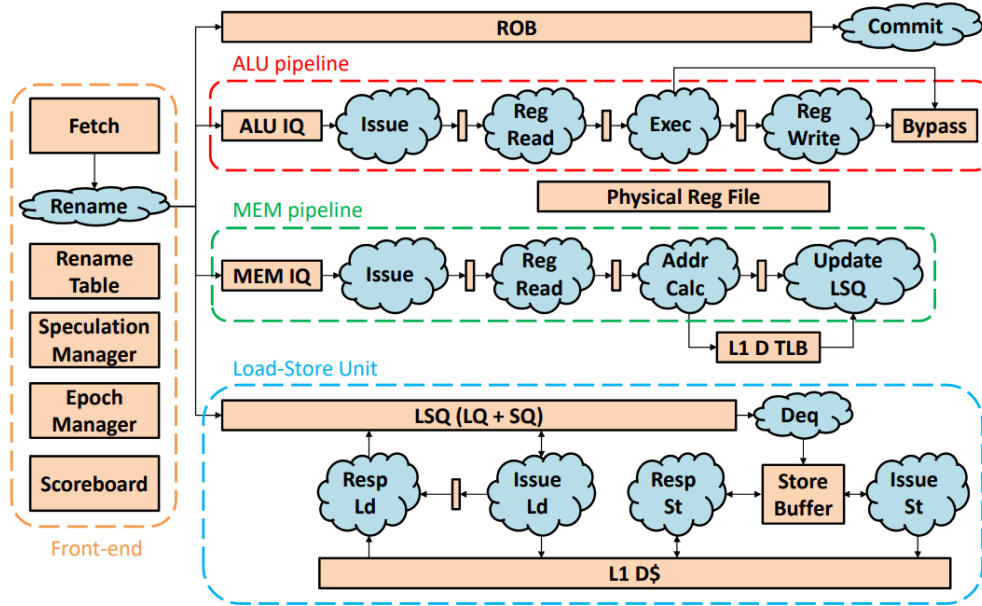 ROB
Commit
ALU pipeline
Fetch
ALU IQ
Issue
Reg
Read
Exec
Reg
Write
Bypass
Rename
Physical Reg File
MEM pipeline
Rename
Table
MEM IQ
Issue
Reg
Read
Addr
Calc
Update
LSQ
Speculation
Manager
L1 D TLB
Load-Store Unit
Epoch
Manager
LSQ (LQ + SQ)
Deq
Scoreboard
Resp
Ld
Issue
Ld
Resp
St
Store
Buffer
Issue
St
Front-end
L1 D$